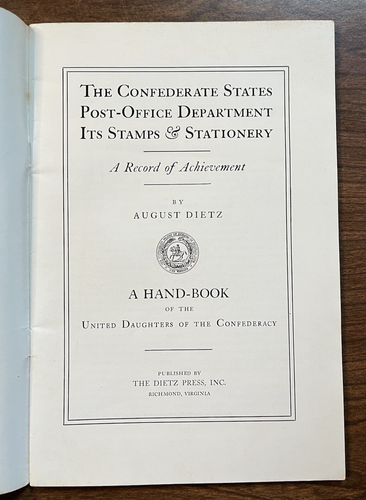 THE CONFEDERATE STATES
POST-OFFICE DEPARTMENT
ITS STAMPS & STATIONERY
A Record of Achievement
BY
AUGUST DIETZ
A HAND-BOOK
OF THE
UNITED DAUGHTERS OF THE CONFEDERACY
PUBLISHED BY
THE DIETZ PRESS, INC.
RICHMOND, VIRGINIA